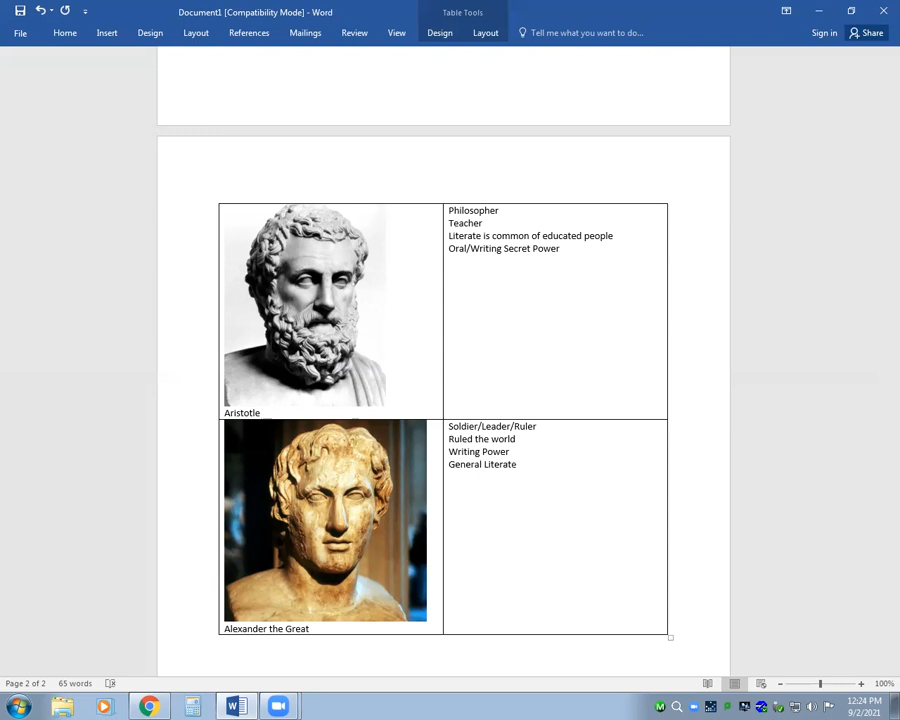 Document1 [Compatibility Mode] - Word
Table Tools
File
Home
Insert
Design
Layout
References
Mailings
Review
View
Design
Layout
Tell me what you want to do...
Sign in
Share
Philosopher
Teacher
Literate is common of educated people
Oral/Writing Secret Power
Aristotle
Soldier/Leader/Ruler
Ruled the world
Writing Power
General Literate
Alexander the Great
Page 2 of 2
65 words
100%
12:24 PM
9/2/2021